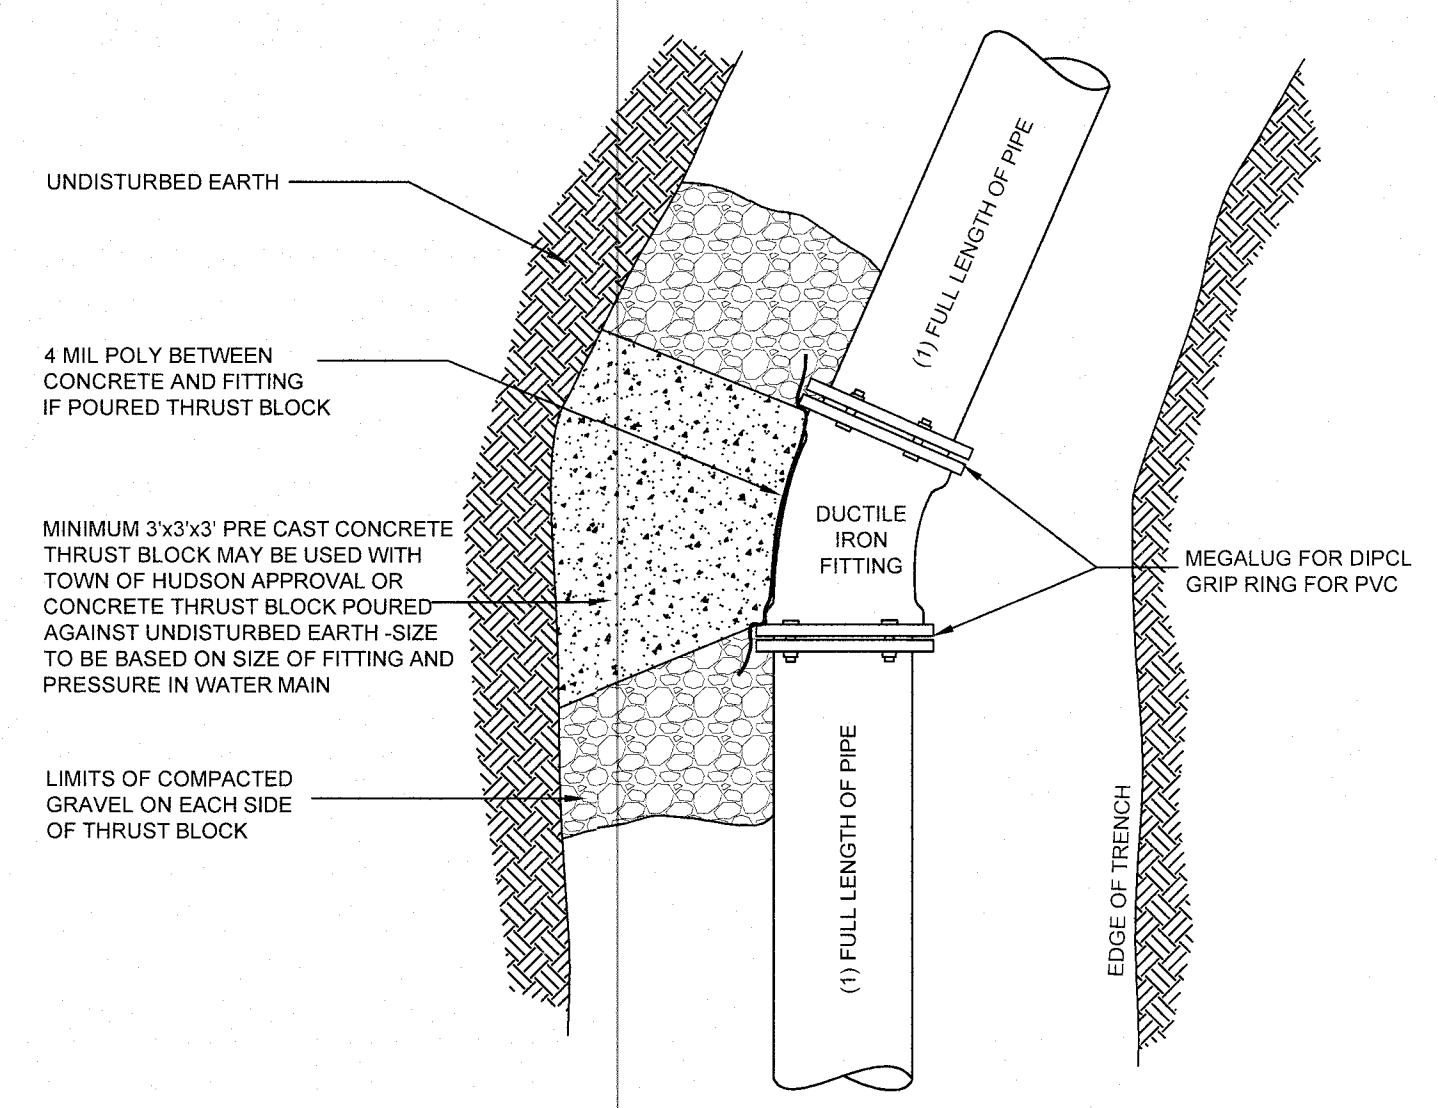 UNDISTURBED EARTH
4 MIL POLY BETWEEN
CONCRETE AND FITTING
IF POURED THRUST BLOCK
MINIMUM 3'x3'x3' PRE CAST CONCRETE
THRUST BLOCK MAY BE USED WITH
TOWN OF HUDSON APPROVAL OR
CONCRETE THRUST BLOCK POURED
AGAINST UNDISTURBED EARTH -SIZE
TO BE BASED ON SIZE OF FITTING AND
PRESSURE IN WATER MAIN
LIMITS OF COMPACTED
GRAVEL ON EACH SIDE
OF THRUST BLOCK
(1) FULL LENGTH OF PIPE
DUCTILE
IRON
FITTING
(1) FULL LENGTH OF PIPE
MEGALUG FOR DIPCL
GRIP RING FOR PVC
EDGE OF TRENCH